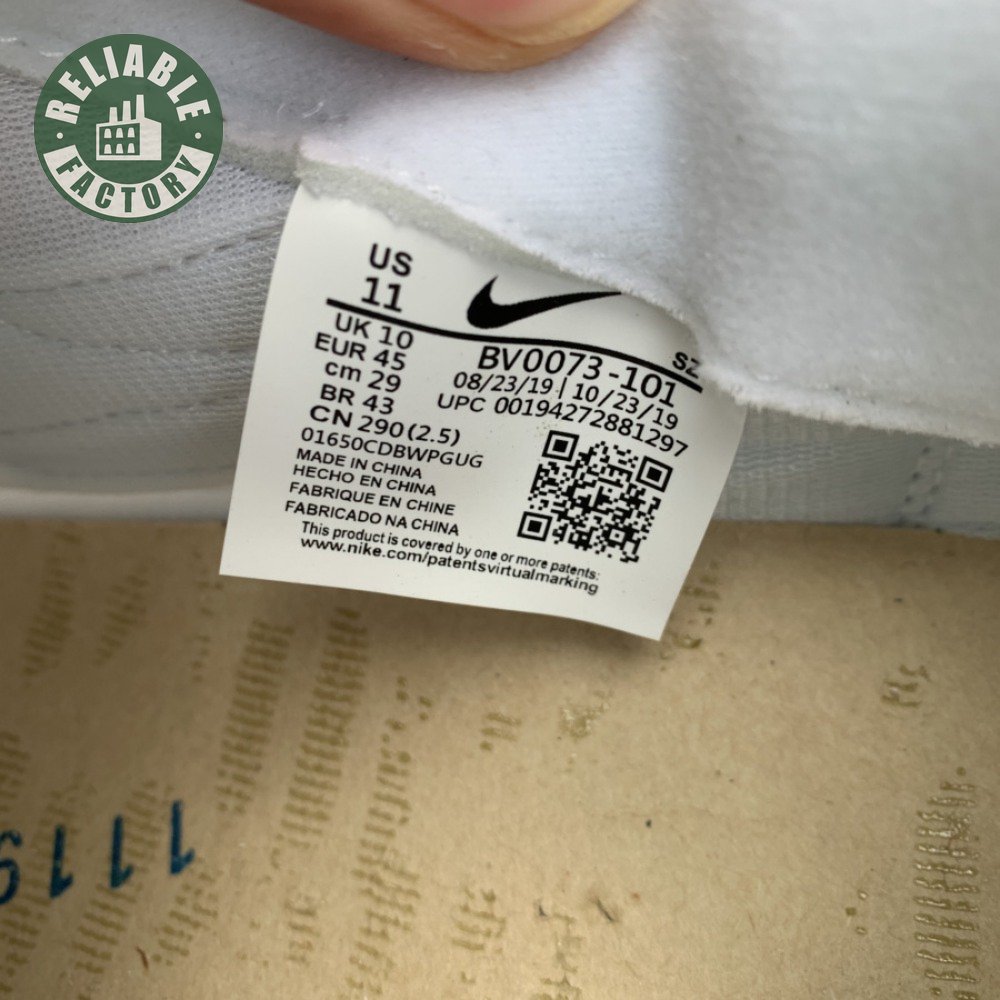 RELIABLE
FACTORY
US
11
SZ
UK 10
EUR 45
cm 29
BR 43
CN 290 (2.5)
BV0073-101
08/23/19 | 10/23/19
UPC 00194272881297
01650CDBWPGUG
MADE IN CHINA
HECHO EN CHINA
FABRIQUE EN CHINE
FABRICADO NA CHINA
This product is covered by one or more patents:
www.nike.com/patentsvirtualmarking